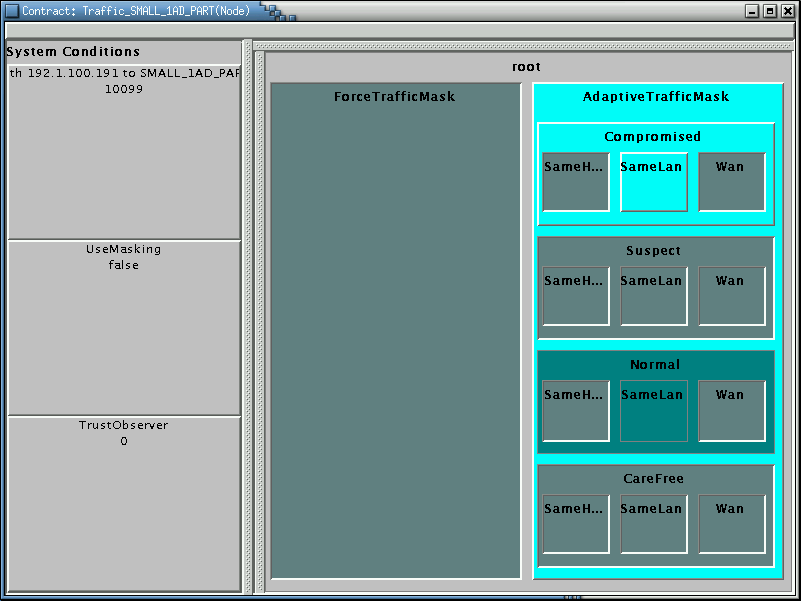 Contract: Traffic_SMALL_1AD_PART(Node)
System Conditions
th 192.1.100.191 to SMALL_1AD_PAR
10099
UseMasking
false
TrustObserver
0
root
ForceTrafficMask
AdaptiveTrafficMask
Compromised
SameH... SameLan Wan
Suspect
SameH... SameLan Wan
Normal
SameH... SameLan Wan
CareFree
SameH... SameLan Wan